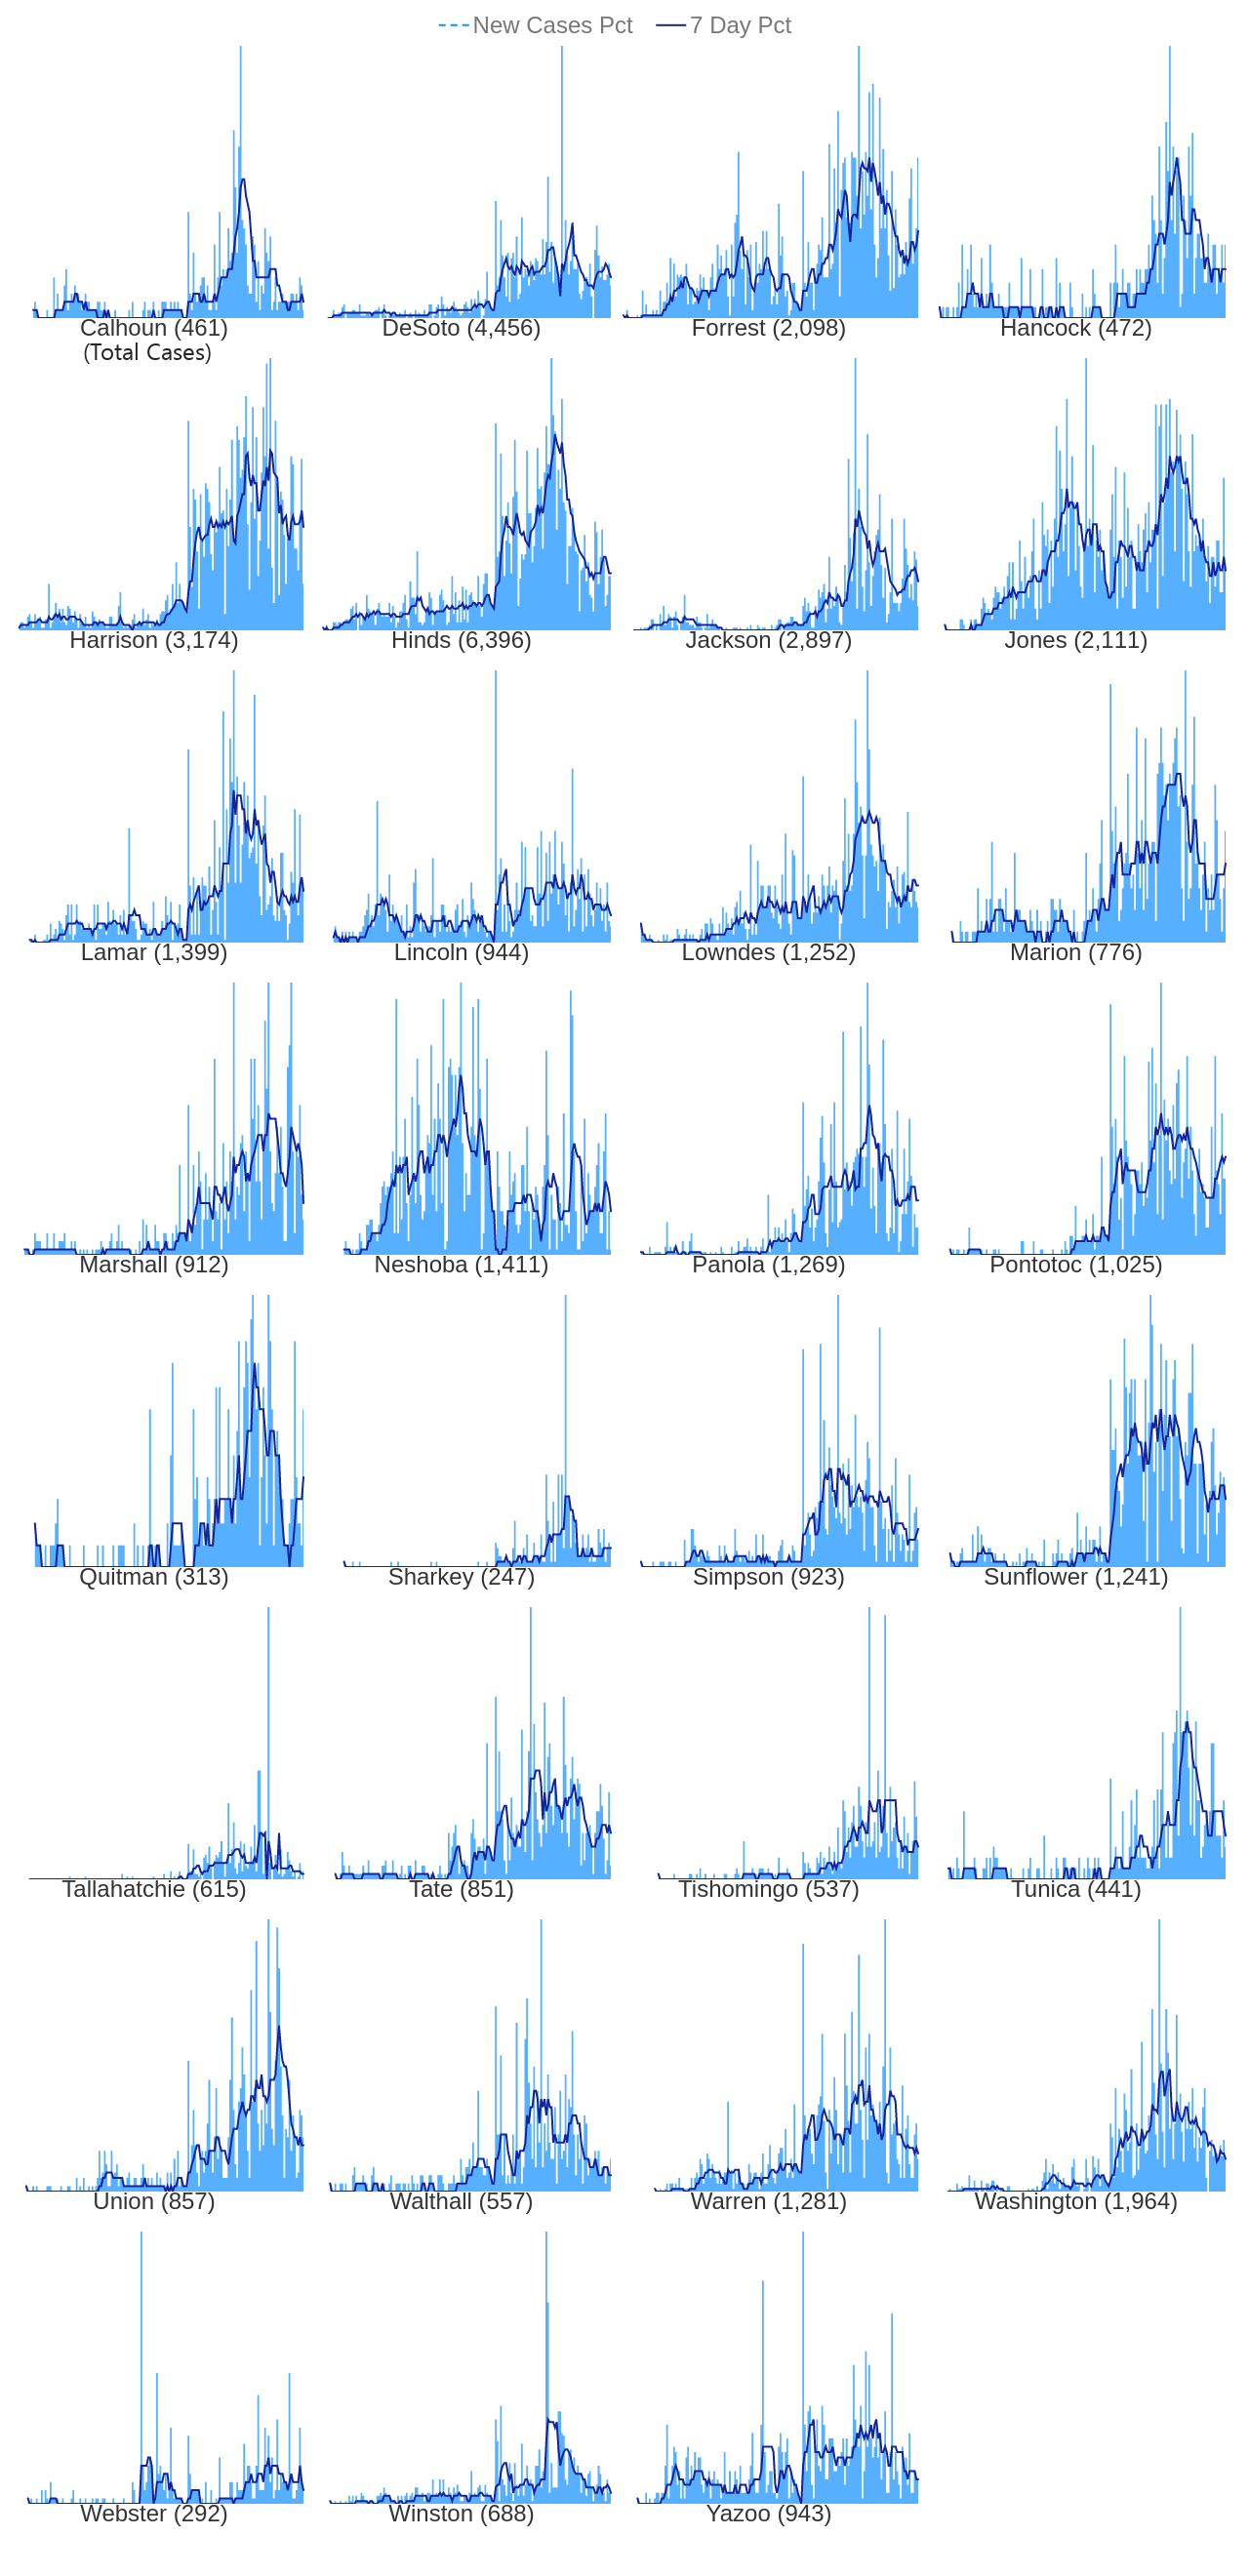 New Cases Pct 7 Day Pct
Calhoun (461) DeSoto (4,456) Forrest (2,098) Hancock (472)
(Total Cases)
Harrison (3,174) Hinds (6,396) Jackson (2,897) Jones (2,111)
Lamar (1,399) Lincoln (944) Lowndes (1,252) Marion (776)
Marshall (912) Neshoba (1,411) Panola (1,269) Pontotoc (1,025)
Quitman (313) Sharkey (247) Simpson (923) Sunflower (1,241)
Tallahatchie (615) Tate (851) Tishomingo (537) Tunica (441)
Union (857) Walthall (557) Warren (1,281) Washington (1,964)
Webster (292) Winston (688) Yazoo (943)